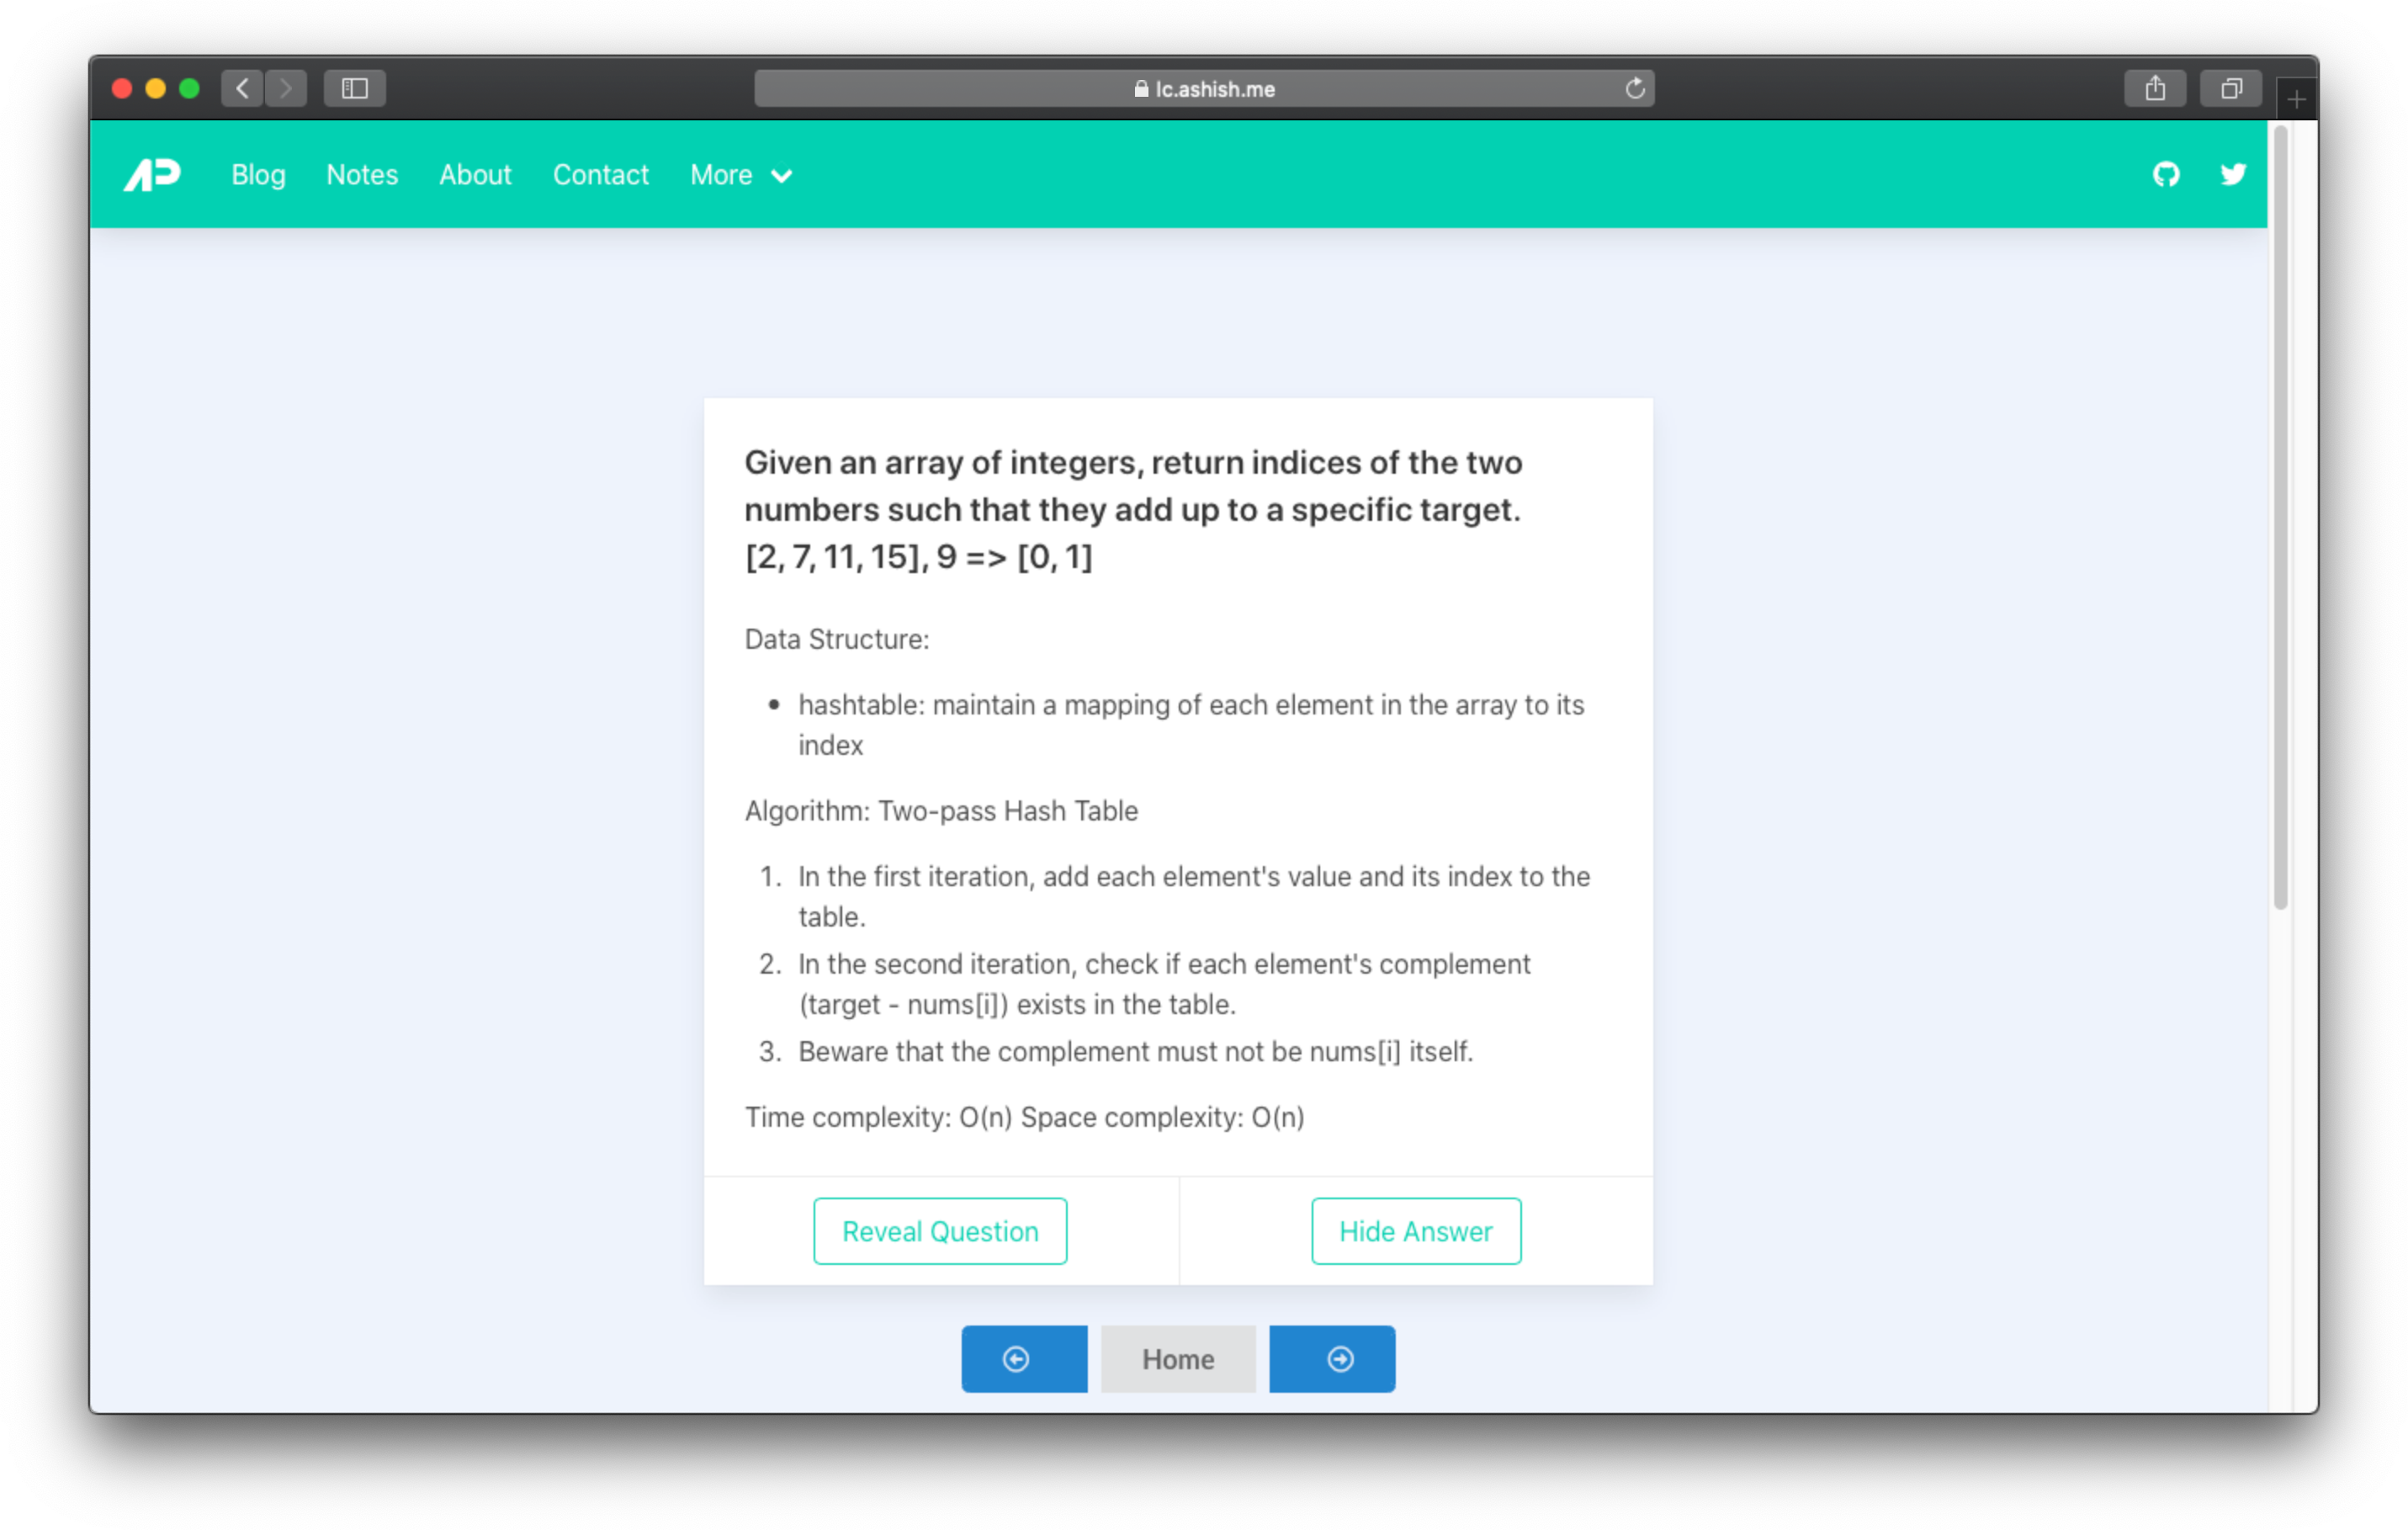 lc.ashish.me
AP Blog Notes About Contact More
Given an array of integers, return indices of the two
numbers such that they add up to a specific target.
[2, 7, 11, 15], 9 => [0, 1]
Data Structure:
• hashtable: maintain a mapping of each element in the array to its
index
Algorithm: Two-pass Hash Table
1. In the first iteration, add each element's value and its index to the
table.
2. In the second iteration, check if each element's complement
(target - nums[i]) exists in the table.
3. Beware that the complement must not be nums[i] itself.
Time complexity: O(n) Space complexity: O(n)
Reveal Question Hide Answer
Home